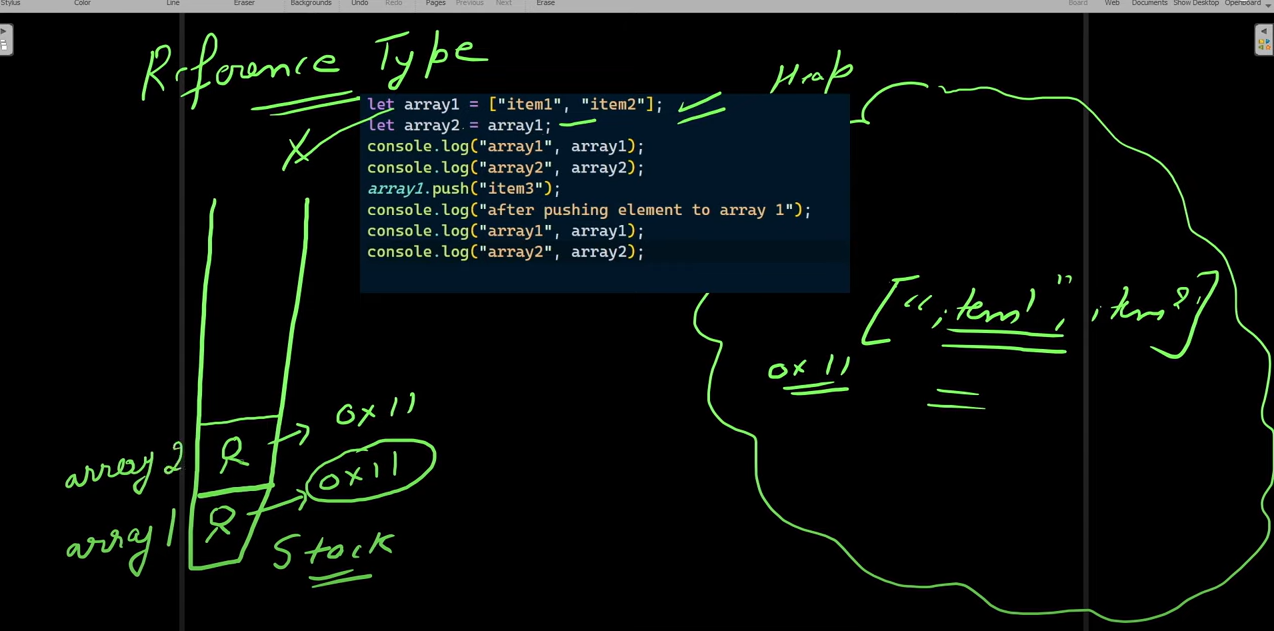 Stylus Color Line Eraser Backgrounds Undo Redo Pages Previous Next Erase Board Web Documents Show Desktop OpenBoard
Reference Type
Heap
let array1 = ["item1", "item2"];
let array2 = array1;
console.log("array1", array1);
console.log("array2", array2);
array1.push("item3");
console.log("after pushing element to array 1");
console.log("array1", array1);
console.log("array2", array2);
["item1", item2"]
0x11
array2 R → 0x11
array1 R → 0x11
Stack